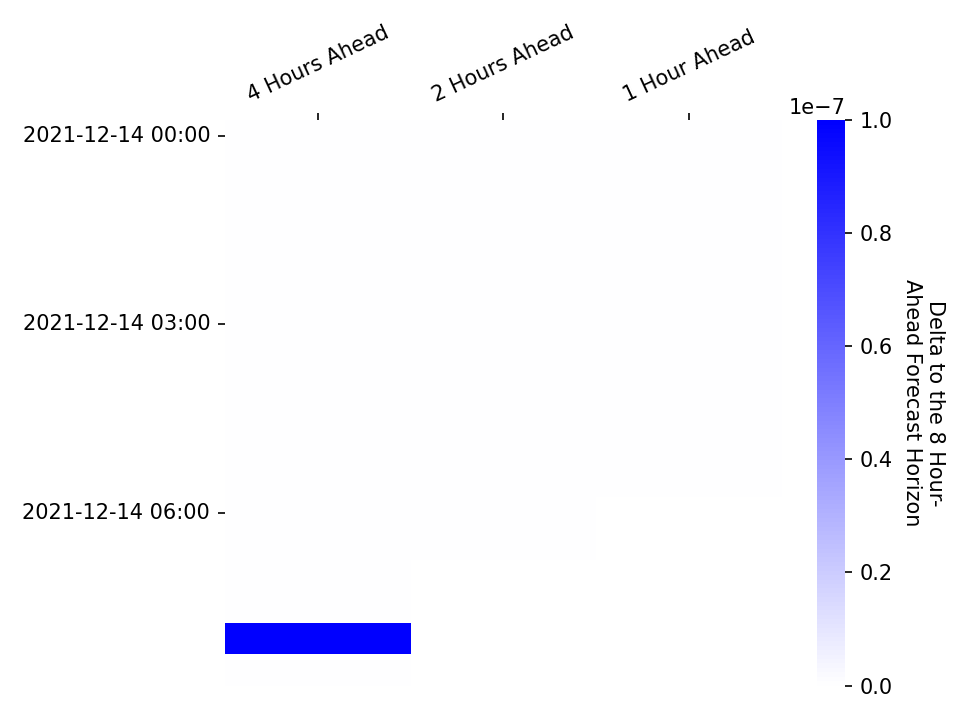 4 Hours Ahead
2 Hours Ahead
1 Hour Ahead
2021-12-14 00:00
2021-12-14 03:00
2021-12-14 06:00
1e−7
1.0
0.8
0.6
0.4
0.2
0.0
Delta to the 8 Hour-
Ahead Forecast Horizon